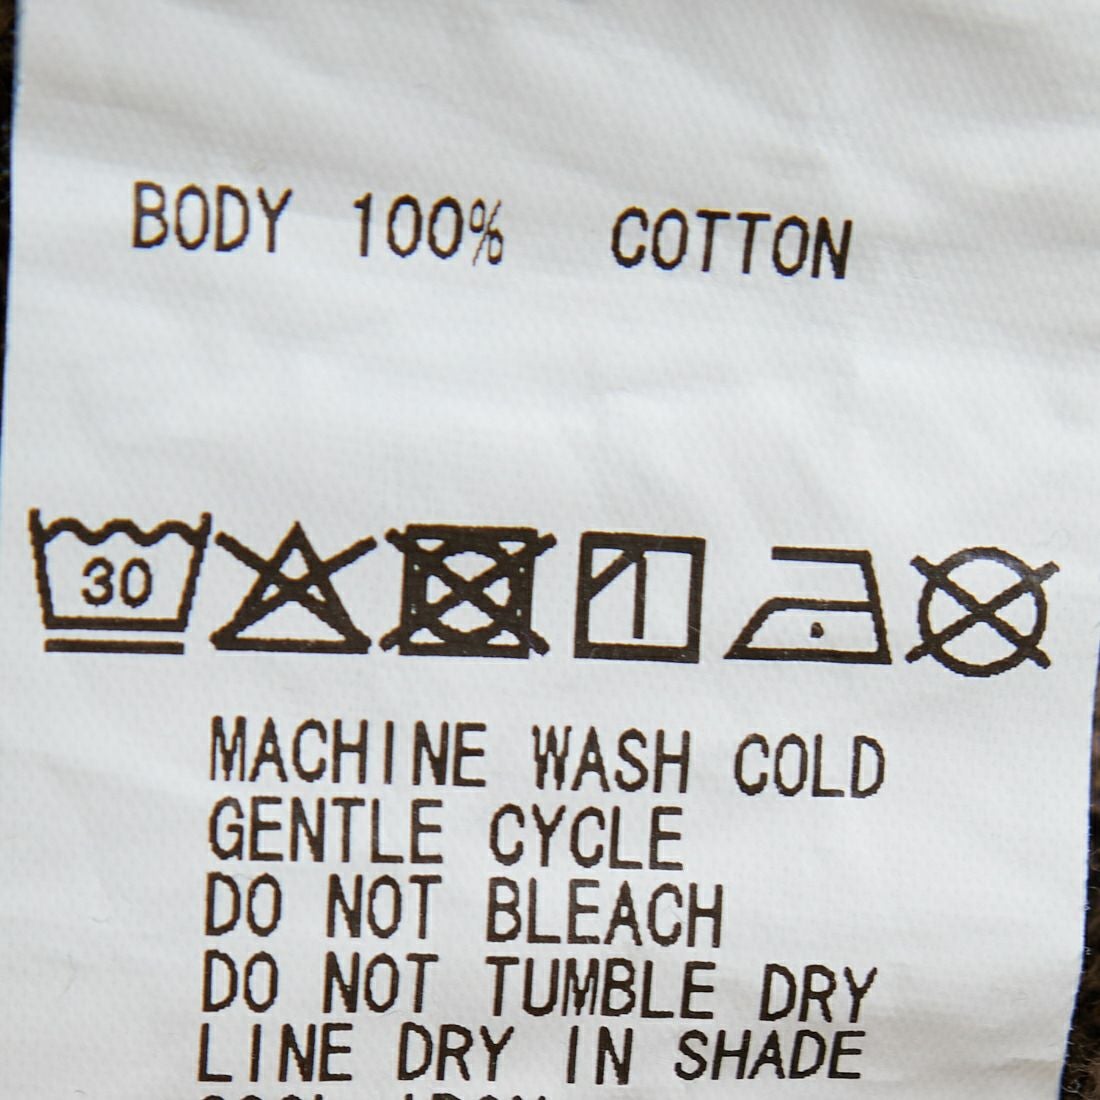 BODY 100% COTTON
30
MACHINE WASH COLD
GENTLE CYCLE
DO NOT BLEACH
DO NOT TUMBLE DRY
LINE DRY IN SHADE